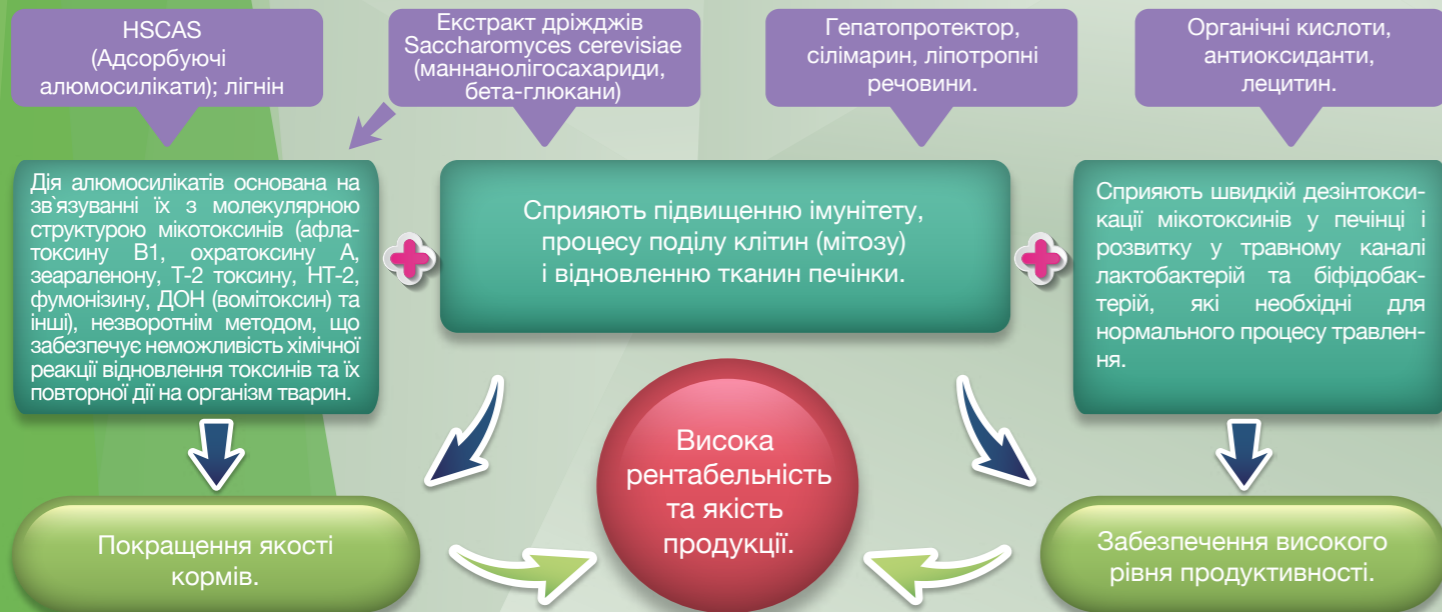 HSCAS
(Адсорбуючі
алюмосилікати); лігнін
Екстракт дріжджів
Saccharomyces cerevisiae
(маннанолігосахариди,
бета-глюкани)
Гепатопротектор,
сілімарин, ліпотропні
речовини.
Органічні кислоти,
антиоксиданти,
лецитин.
Дія алюмосилікатів основана на
зв`язуванні їх з молекулярною
структурою мікотоксинів (афла-
токсину В1, охратоксину А,
зеараленону, Т-2 токсину, НТ-2,
фумонізину, ДОН (вомітоксин) та
інші), незворотнім методом, що
забезпечує неможливість хімічної
реакції відновлення токсинів та їх
повторної дії на організм тварин.
Сприяють підвищенню імунітету,
процесу поділу клітин (мітозу)
і відновленню тканин печінки.
Сприяють швидкій дезінтокси-
кації мікотоксинів у печінці і
розвитку у травному каналі
лактобактерій та біфідобак-
терій, які необхідні для
нормального процесу травлен-
ня.
Покращення якості
кормів.
Висока
рентабельність
та якість
продукції.
Забезпечення високого
рівня продуктивності.